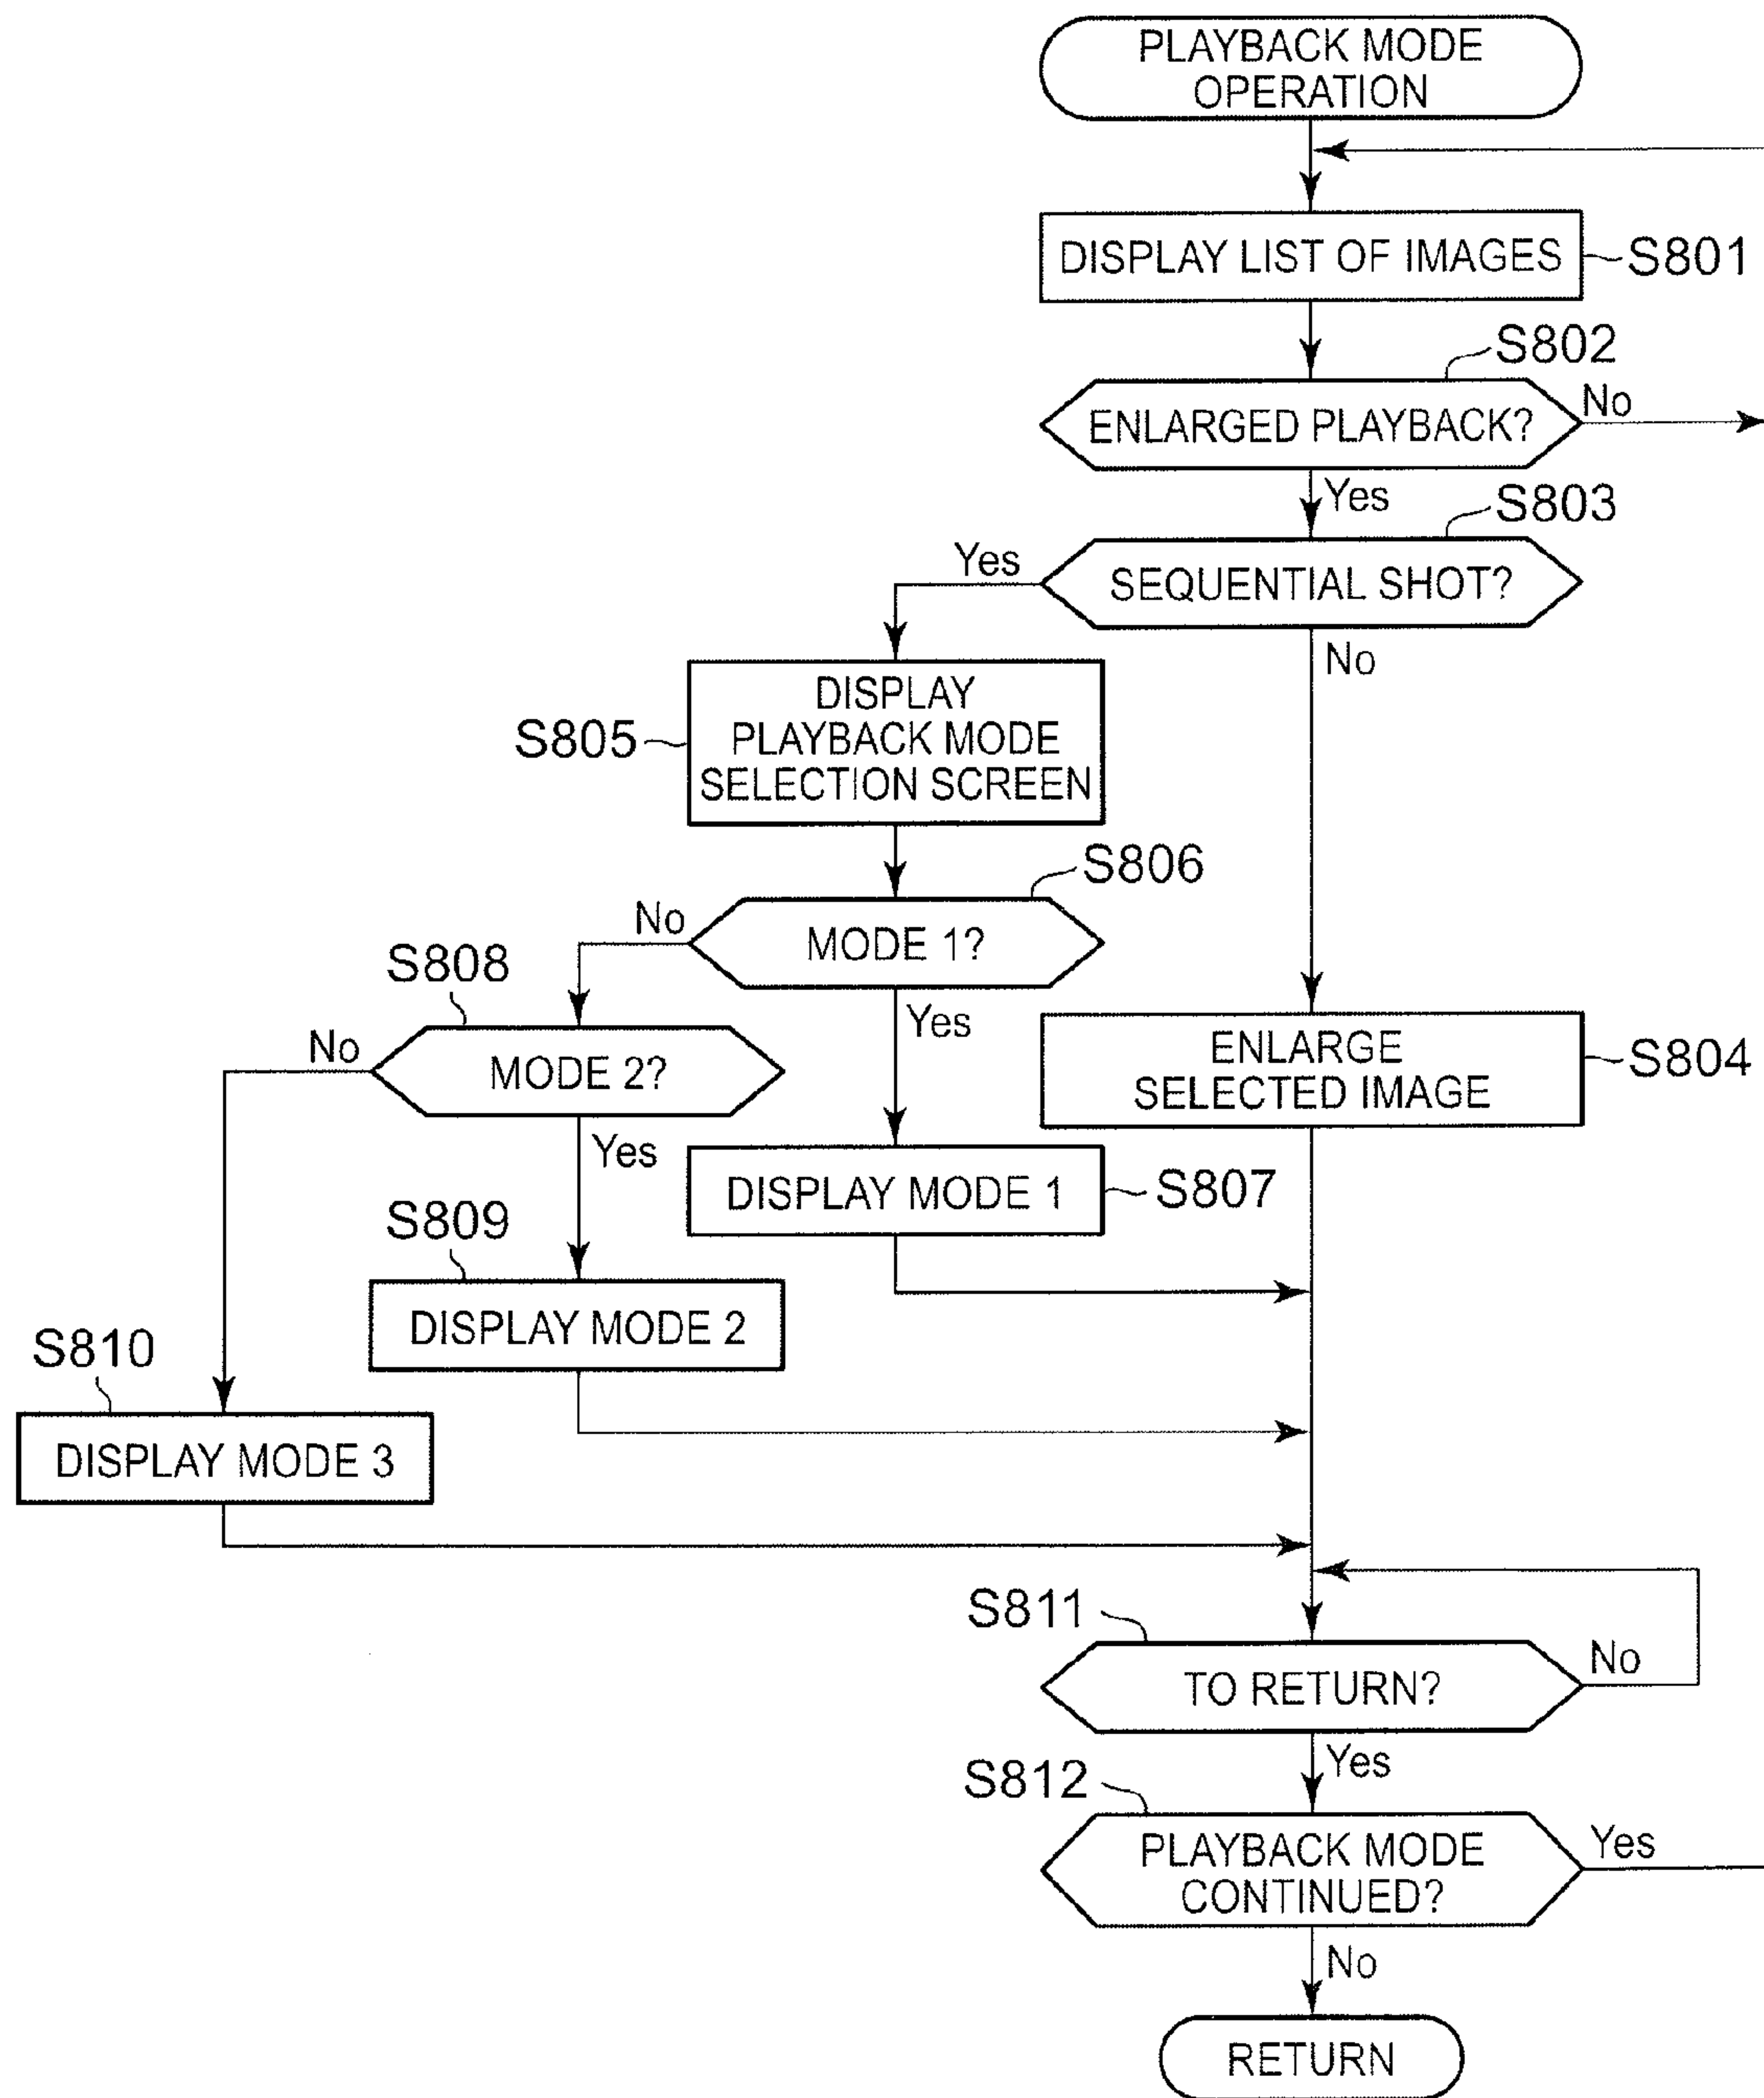 PLAYBACK MODE
OPERATION
DISPLAY LIST OF IMAGES
S801
S802
ENLARGED PLAYBACK?
No
Yes
S803
Yes
SEQUENTIAL SHOT?
No
DISPLAY
PLAYBACK MODE
SELECTION SCREEN
S805
S806
No
MODE 1?
Yes
S808
No
MODE 2?
Yes
ENLARGE
SELECTED IMAGE
S804
DISPLAY MODE 1
S807
S809
DISPLAY MODE 2
S810
DISPLAY MODE 3
S811
TO RETURN?
No
Yes
S812
PLAYBACK MODE
CONTINUED?
Yes
No
RETURN